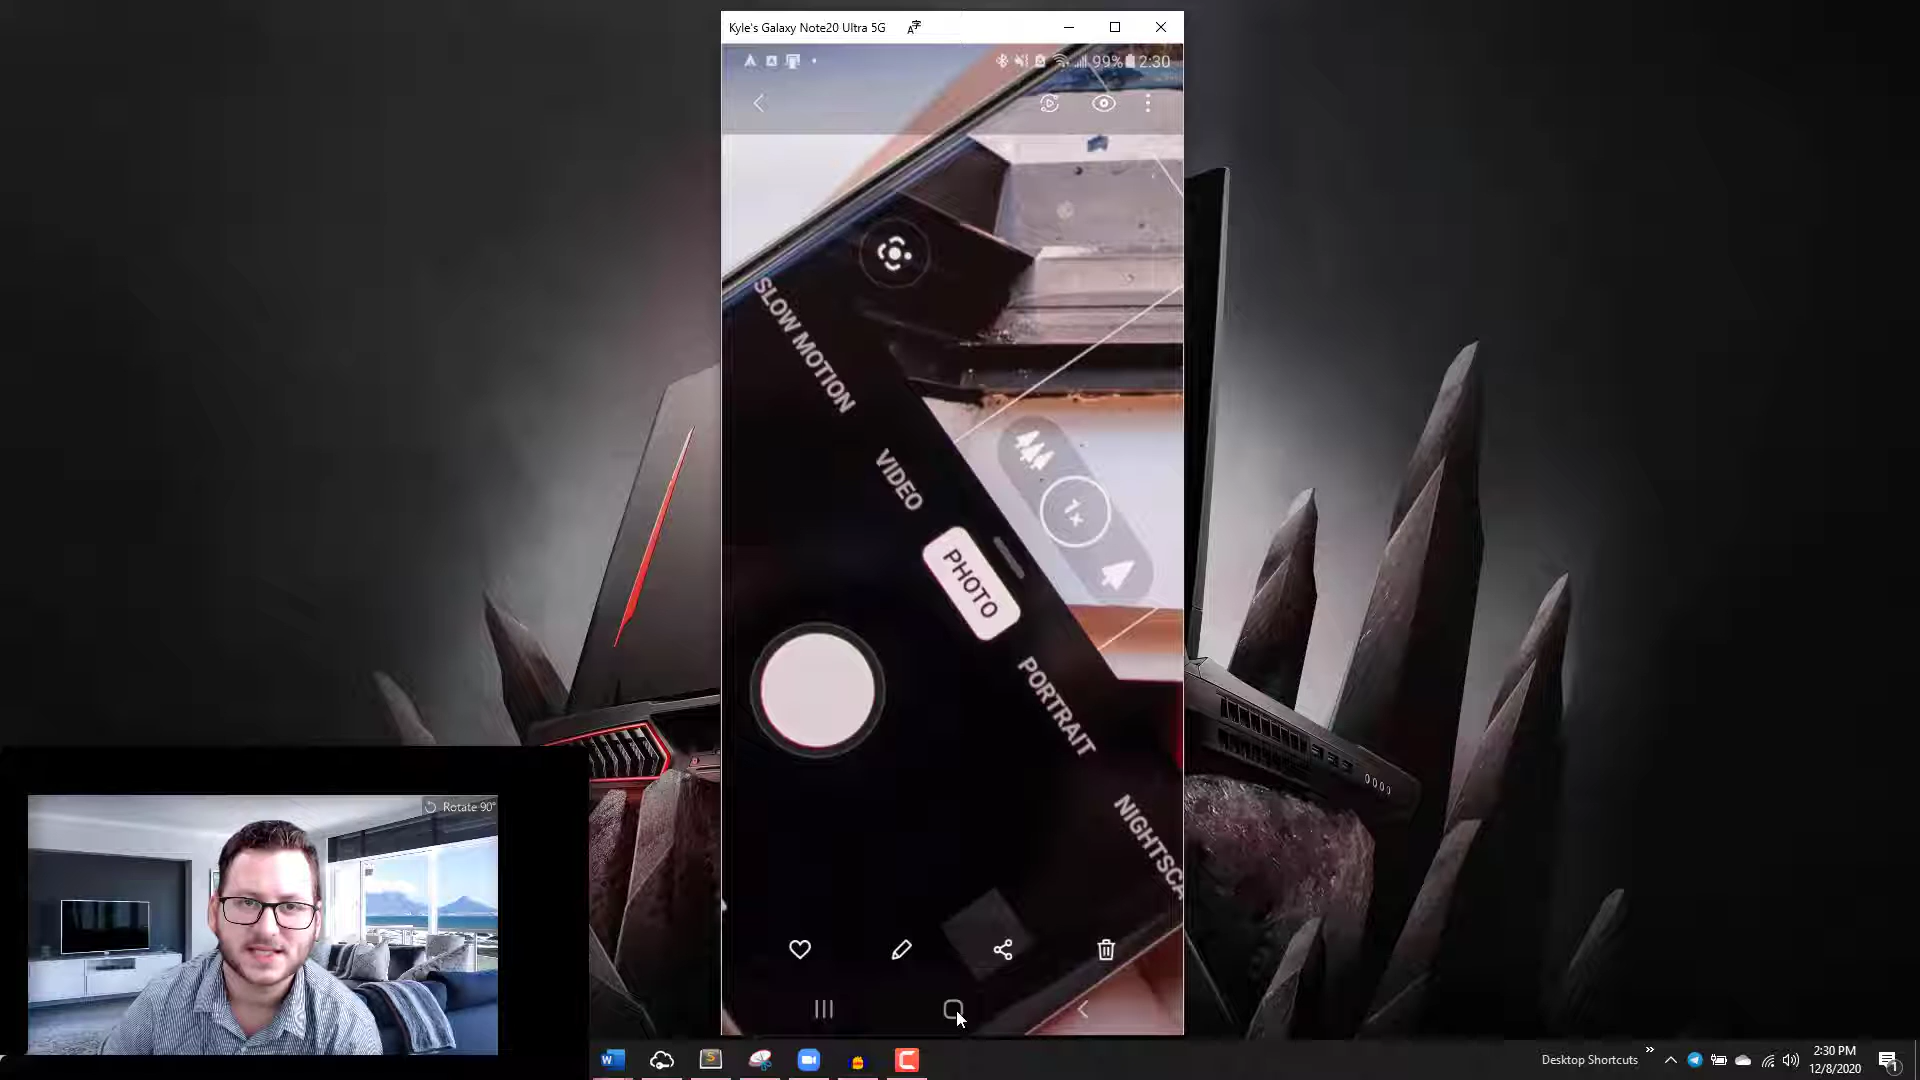 Kyle's Galaxy Note20 Ultra 5G
99% 2:30
SLOW MOTION
VIDEO
PHOTO
PORTRAIT
NIGHTSCA
1x
Rotate 90°
Desktop Shortcuts
2:30 PM
12/8/2020